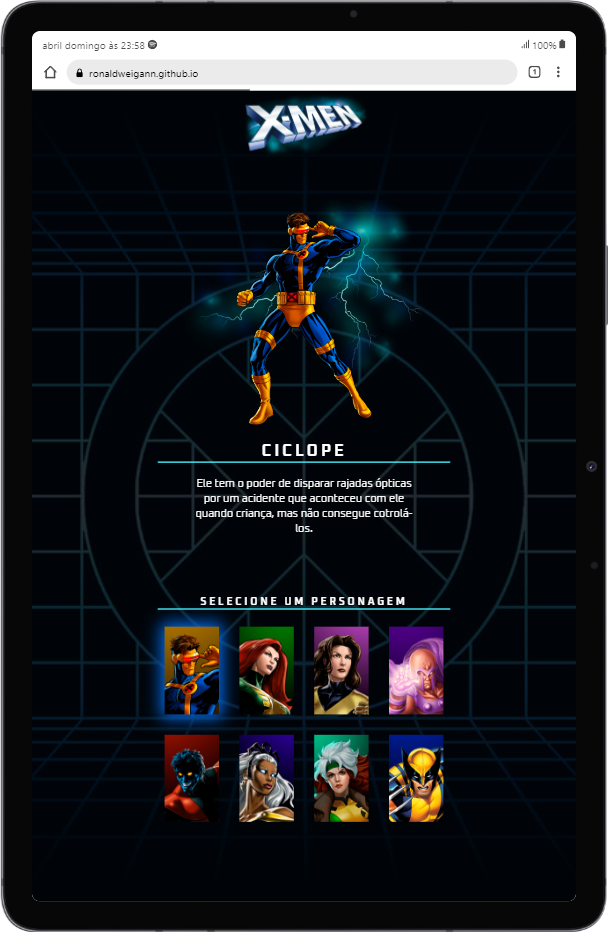 abril domingo às 23:58
100%
ronaldweigann.github.io
1
X-MEN
CICLOPE
Ele tem o poder de disparar rajadas ópticas
por um acidente que aconteceu com ele
quando criança, mas não consegue cotrolá-
los.
SELECIONE UM PERSONAGEM